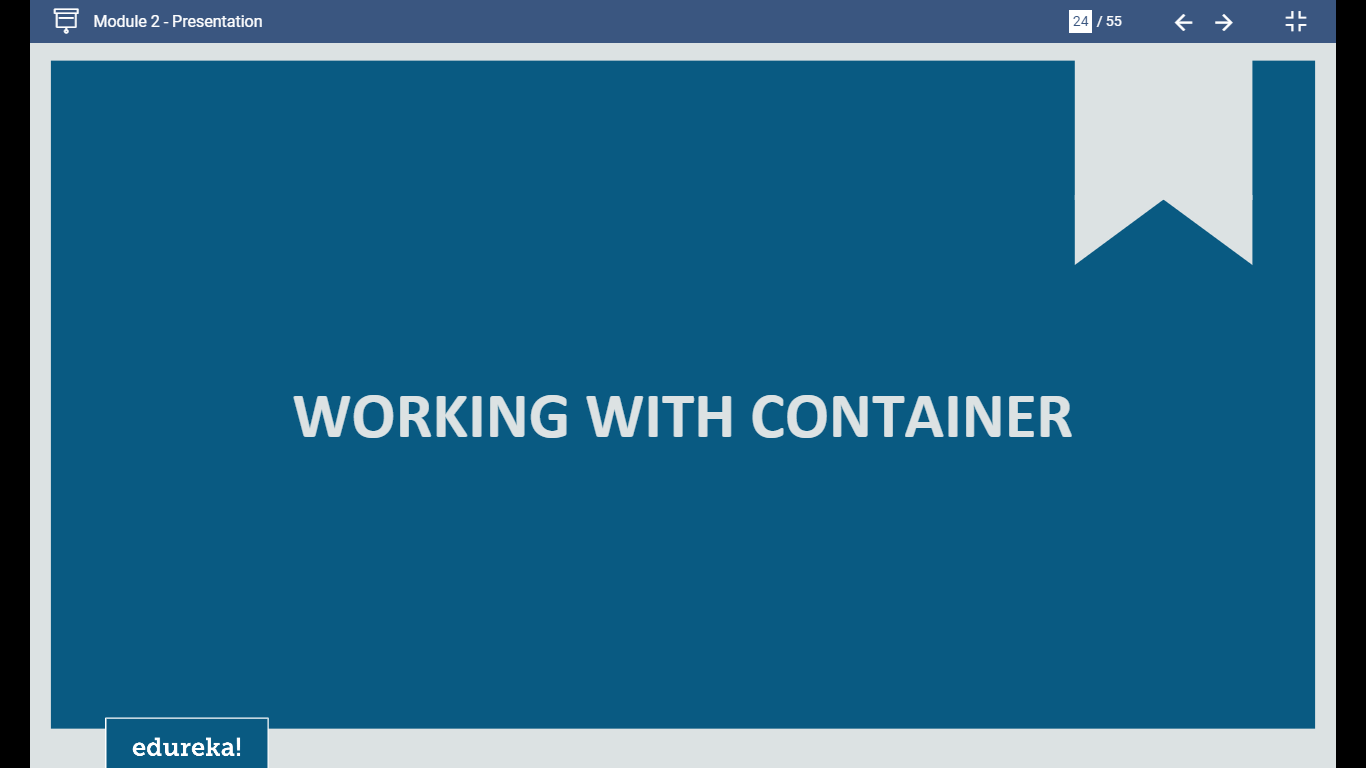 Module 2 - Presentation
24 / 55
WORKING WITH CONTAINER
edureka!